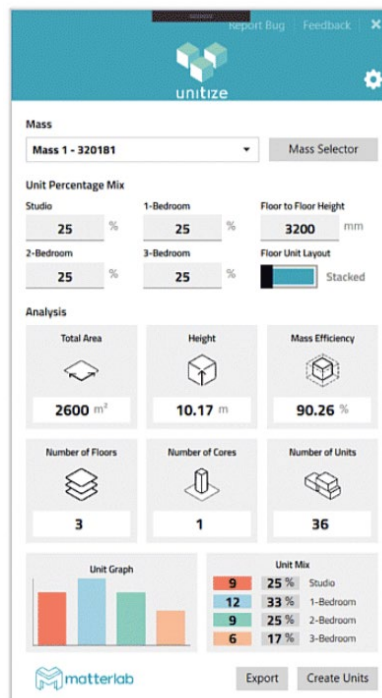 Report Bug | Feedback | ×
unitize
Mass
Mass 1 - 320181
Mass Selector
Unit Percentage Mix
Studio 1-Bedroom Floor to Floor Height
25 % 25 % 3200 mm
2-Bedroom 3-Bedroom Floor Unit Layout
25 % 25 % Stacked
Analysis
Total Area Height Mass Efficiency
2600 m² 10.17 m 90.26 %
Number of Floors Number of Cores Number of Units
3 1 36
Unit Graph
Unit Mix
9 25 % Studio
12 33 % 1-Bedroom
9 25 % 2-Bedroom
6 17 % 3-Bedroom
matterlab
Export Create Units